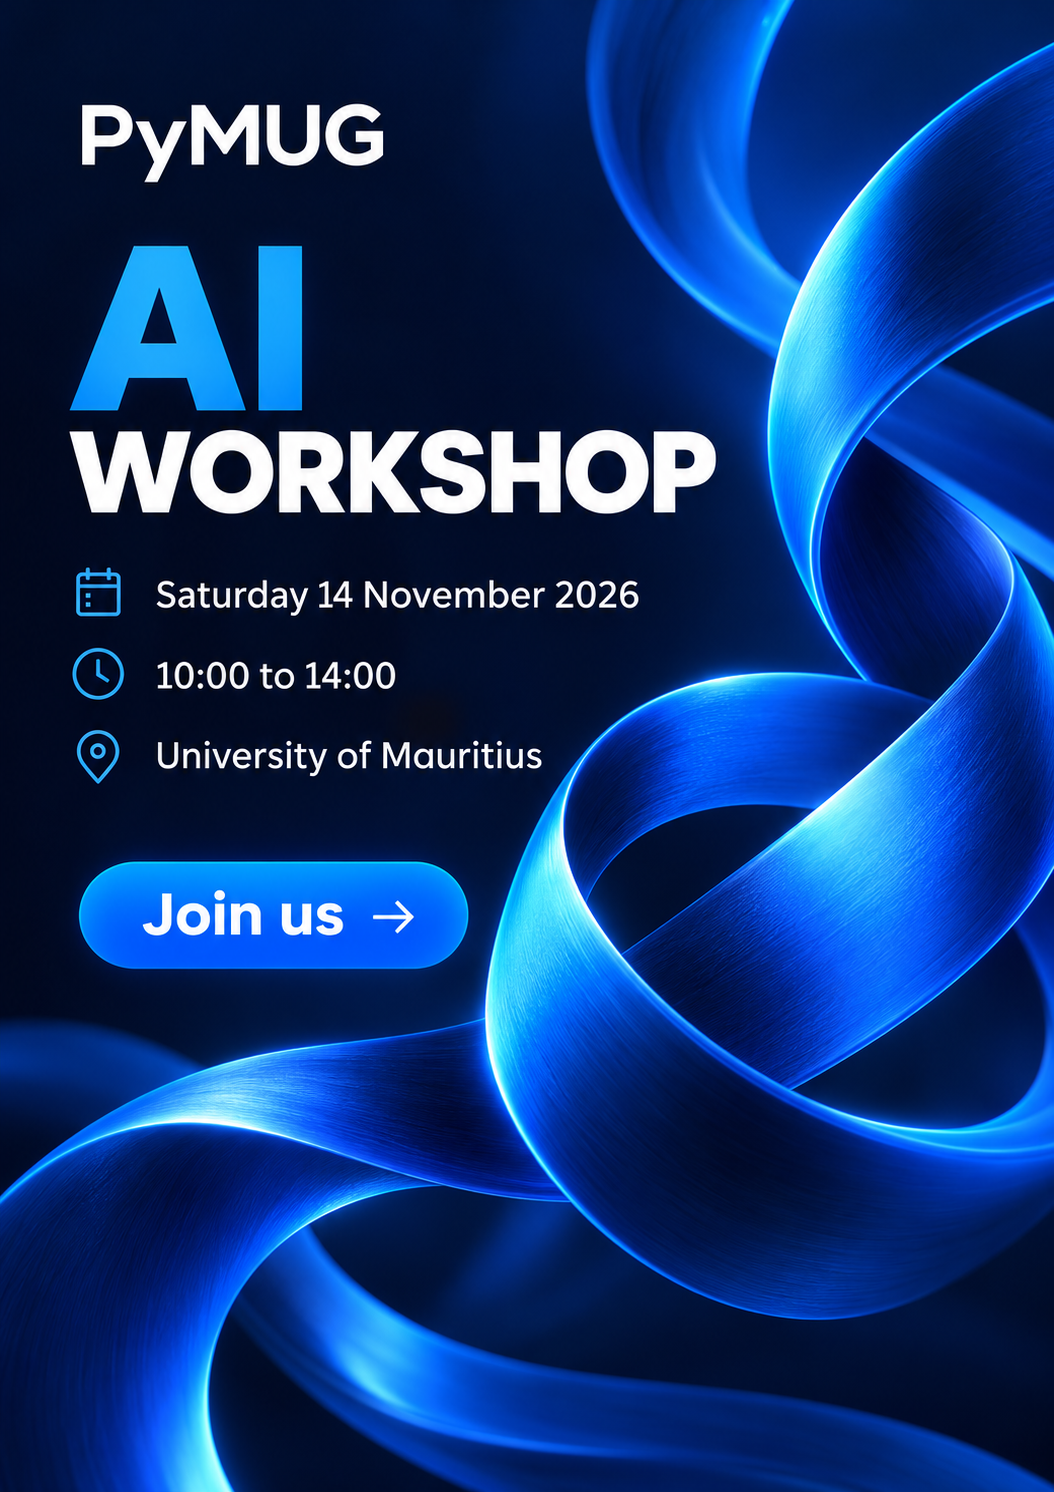 PyMUG
AI
WORKSHOP
Saturday 14 November 2026
10:00 to 14:00
University of Mauritius
Join us →